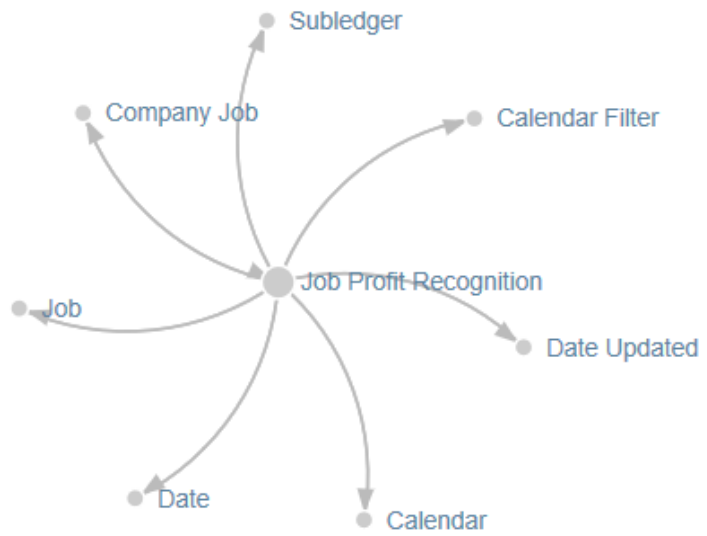 Subledger
Company Job
Calendar Filter
Job Profit Recognition
Job
Date Updated
Date
Calendar